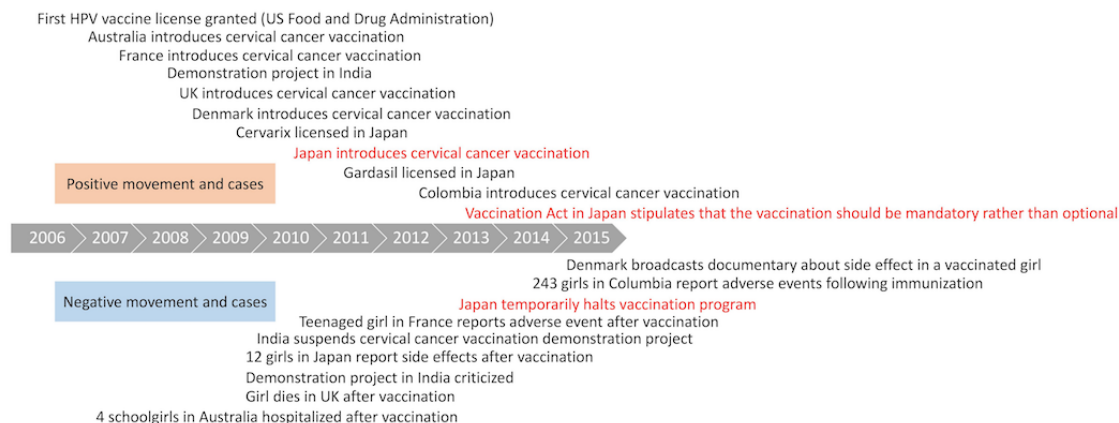 First HPV vaccine license granted (US Food and Drug Administration)
Australia introduces cervical cancer vaccination
France introduces cervical cancer vaccination
Demonstration project in India
UK introduces cervical cancer vaccination
Denmark introduces cervical cancer vaccination
Cervarix licensed in Japan
Japan introduces cervical cancer vaccination
Gardasil licensed in Japan
Positive movement and cases
Colombia introduces cervical cancer vaccination
Vaccination Act in Japan stipulates that the vaccination should be mandatory rather than optional
2006 2007 2008 2009 2010 2011 2012 2013 2014 2015
Denmark broadcasts documentary about side effect in a vaccinated girl
243 girls in Columbia report adverse events following immunization
Negative movement and cases
Japan temporarily halts vaccination program
Teenaged girl in France reports adverse event after vaccination
India suspends cervical cancer vaccination demonstration project
12 girls in Japan report side effects after vaccination
Demonstration project in India criticized
Girl dies in UK after vaccination
4 schoolgirls in Australia hospitalized after vaccination